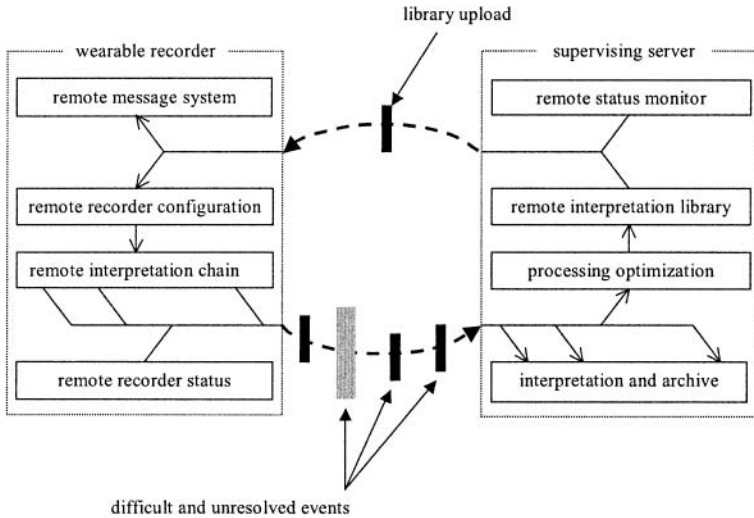 library upload
wearable recorder
supervising server
remote message system
remote status monitor
remote recorder configuration
remote interpretation library
remote interpretation chain
processing optimization
remote recorder status
interpretation and archive
difficult and unresolved events